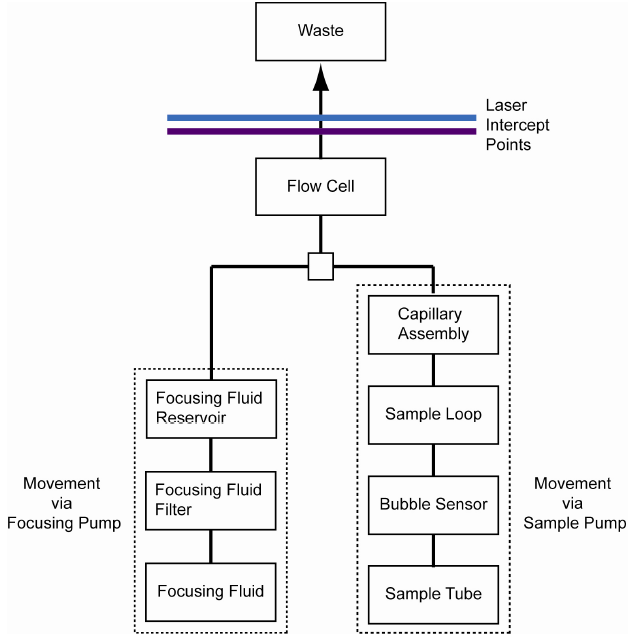 Waste
Laser
Intercept
Points
Flow Cell
Capillary
Assembly
Focusing Fluid
Reservoir
Sample Loop
Movement
via
Focusing Pump
Focusing Fluid
Filter
Bubble Sensor
Movement
via
Sample Pump
Focusing Fluid
Sample Tube